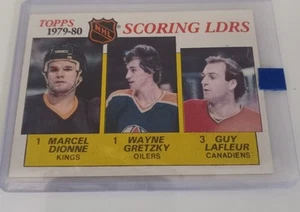 TOPPS
1979-80
NHL
SCORING LDRS
1 MARCEL
DIONNE
KINGS
1 WAYNE
GRETZKY
OILERS
3 GUY
LAFLEUR
CANADIENS